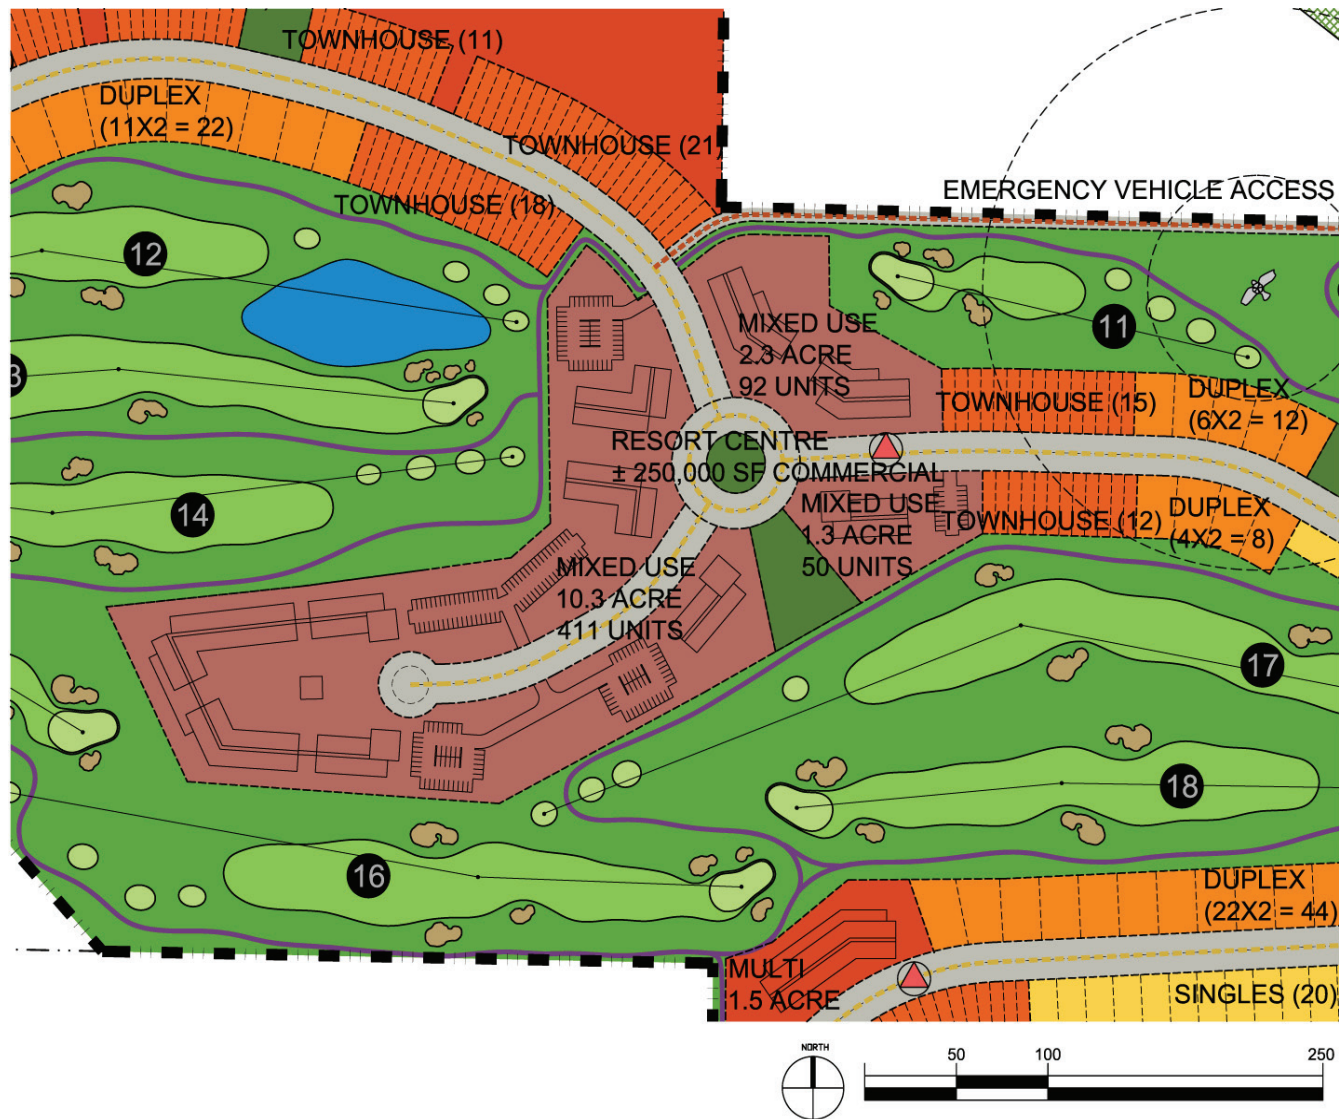 TOWNHOUSE (11)
DUPLEX
(11X2 = 22)
TOWNHOUSE (21)
TOWNHOUSE (18)
EMERGENCY VEHICLE ACCESS
12
11
MIXED USE
2.3 ACRE
92 UNITS
3
DUPLEX
(6X2 = 12)
TOWNHOUSE (15)
RESORT CENTRE
± 250,000 SF COMMERCIAL
MIXED USE
1.3 ACRE
50 UNITS
TOWNHOUSE (12)
DUPLEX
(4X2 = 8)
14
MIXED USE
10.3 ACRE
411 UNITS
17
18
16
DUPLEX
(22X2 = 44)
MULTI
1.5 ACRE
SINGLES (20)
NORTH
50 100 250